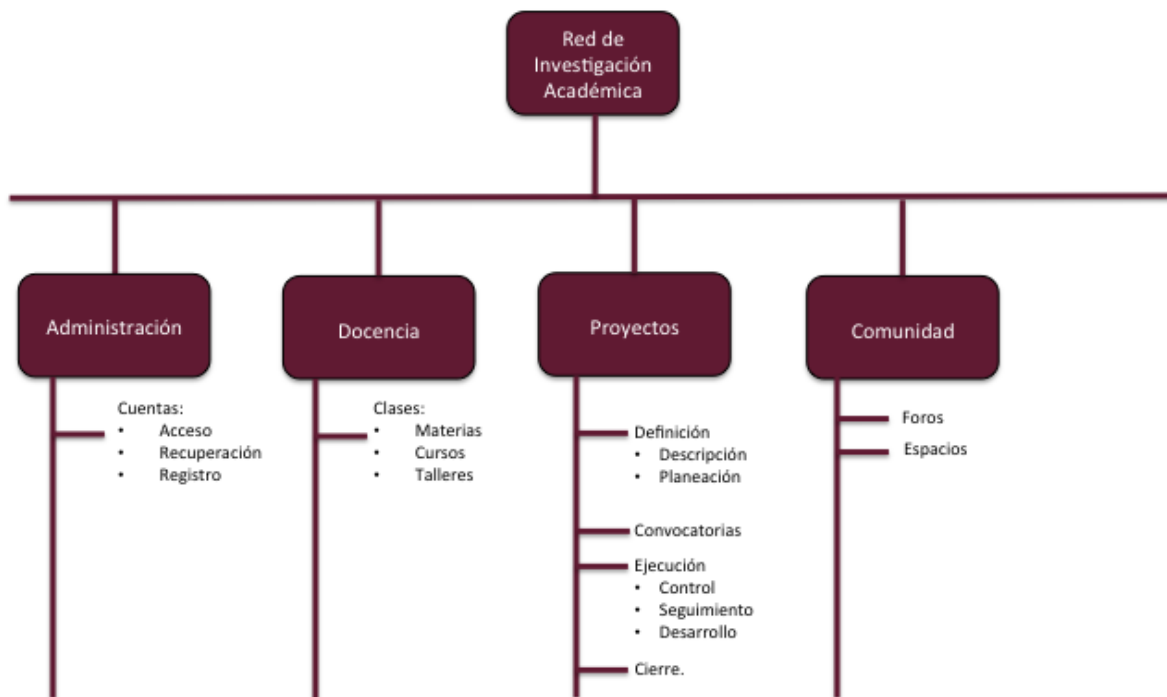 Red de
Investigación
Académica
Administración
Docencia
Proyectos
Comunidad
Cuentas:
• Acceso
• Recuperación
• Registro
Clases:
• Materias
• Cursos
• Talleres
Definición
• Descripción
• Planeación
Convocatorias
Ejecución
• Control
• Seguimiento
• Desarrollo
Cierre.
Foros
Espacios